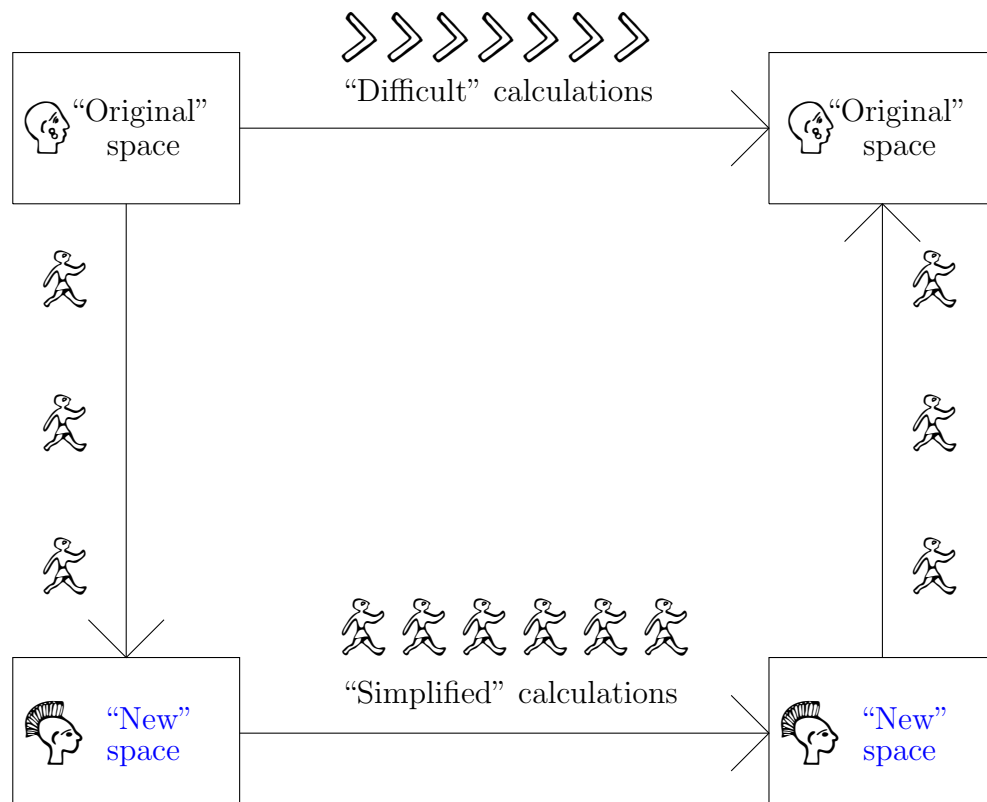 “Difficult” calculations
“Original”
space
“Original”
space
“Simplified” calculations
“New”
space
“New”
space